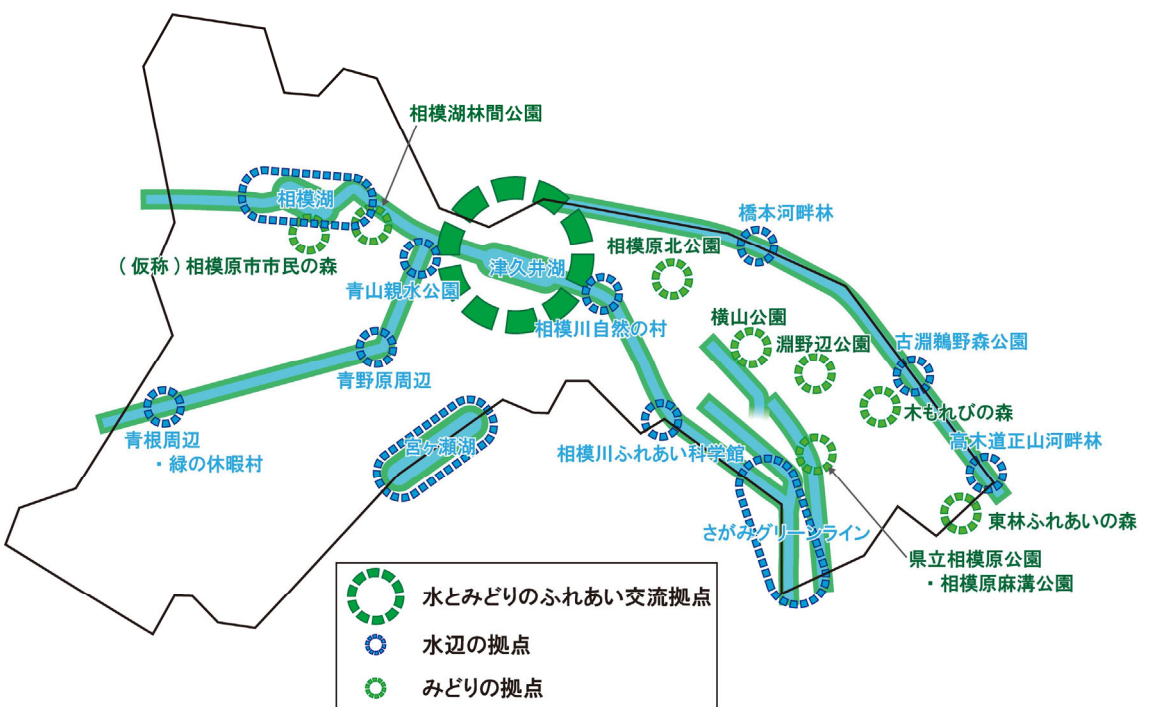 相模湖林間公園
相模湖
橋本河畔林
相模原北公園
(仮称)相模原市市民の森
津久井湖
青山親水公園
相模川自然の村
横山公園
淵野辺公園
古淵鵜野森公園
青野原周辺
木もれびの森
青根周辺
・緑の休暇村
宮ヶ瀬湖
相模川ふれあい科学館
高木道正山河畔林
さがみグリーンライン
東林ふれあいの森
県立相模原公園
・相模原麻溝公園
水とみどりのふれあい交流拠点
水辺の拠点
みどりの拠点